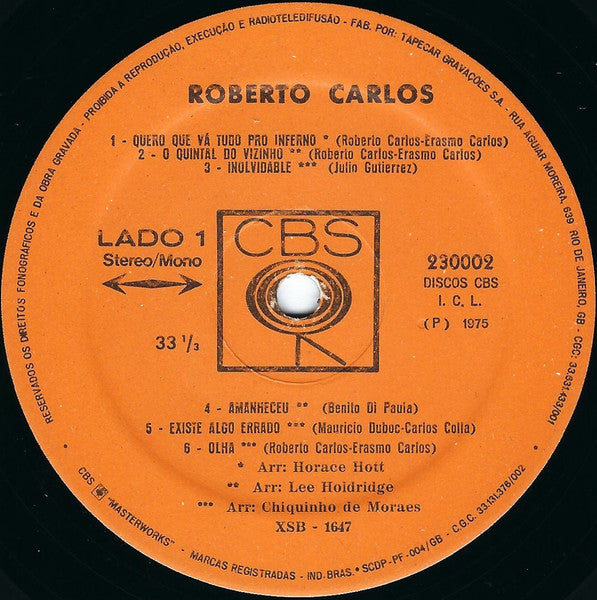 RESERVADOS OS DIREITOS FONOGRÁFICOS E DA OBRA GRAVADA - PROIBIDA A REPRODUÇÃO, EXECUÇÃO E RADIOTELEDIFUSÃO - FAB. POR: TAPECAR GRAVAÇÕES S.A. - RUA AGUIAR MOREIRA, 639 RIO DE JANEIRO, GB - CGC: 33.931.433/001
ROBERTO CARLOS
1 - QUERO QUE VÁ TUDO PRO INFERNO * (Roberto Carlos-Erasmo Carlos)
2 - O QUINTAL DO VIZINHO ** (Roberto Carlos-Erasmo Carlos)
3 - INOLVIDABLE *** (Julio Gutierrez)
LADO 1
Stereo/Mono
33 1/3
CBS
230002
DISCOS CBS
I. C. L.
(P) 1975
4 - AMANHECEU ** (Benito Di Paula)
5 - EXISTE ALGO ERRADO *** (Mauricio Duboc-Carlos Colla)
6 - OLHA *** (Roberto Carlos-Erasmo Carlos)
* Arr: Horace Hott
** Arr: Lee Hoidridge
*** Arr: Chiquinho de Moraes
XSB - 1647
CBS "MASTERWORKS" - MARCAS REGISTRADAS - IND. BRAS. - SCDP-PF-004/GB - C.G.C. 33.131.376/002